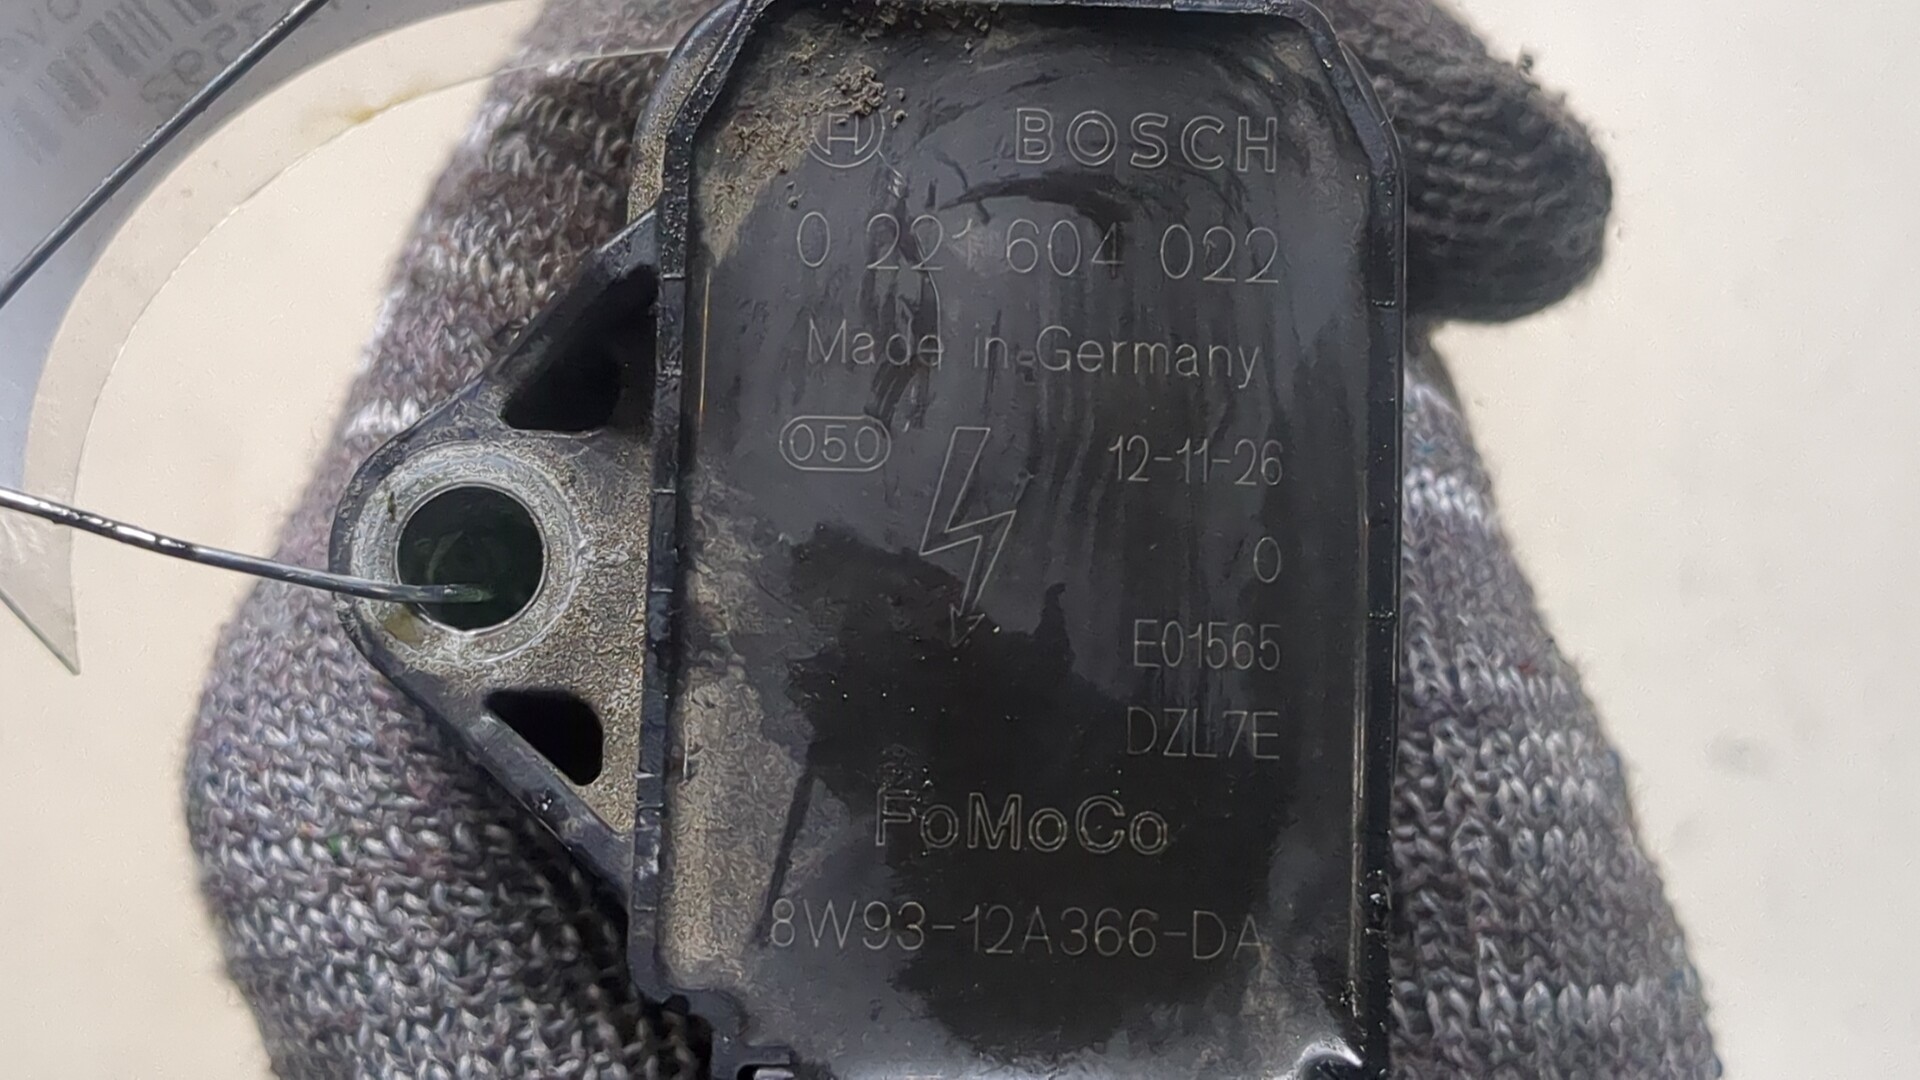 BOSCH
0 221 604 022
Made in Germany
050 12-11-26
0
E01565
DZL7E
FoMoCo
8W93-12A366-DA